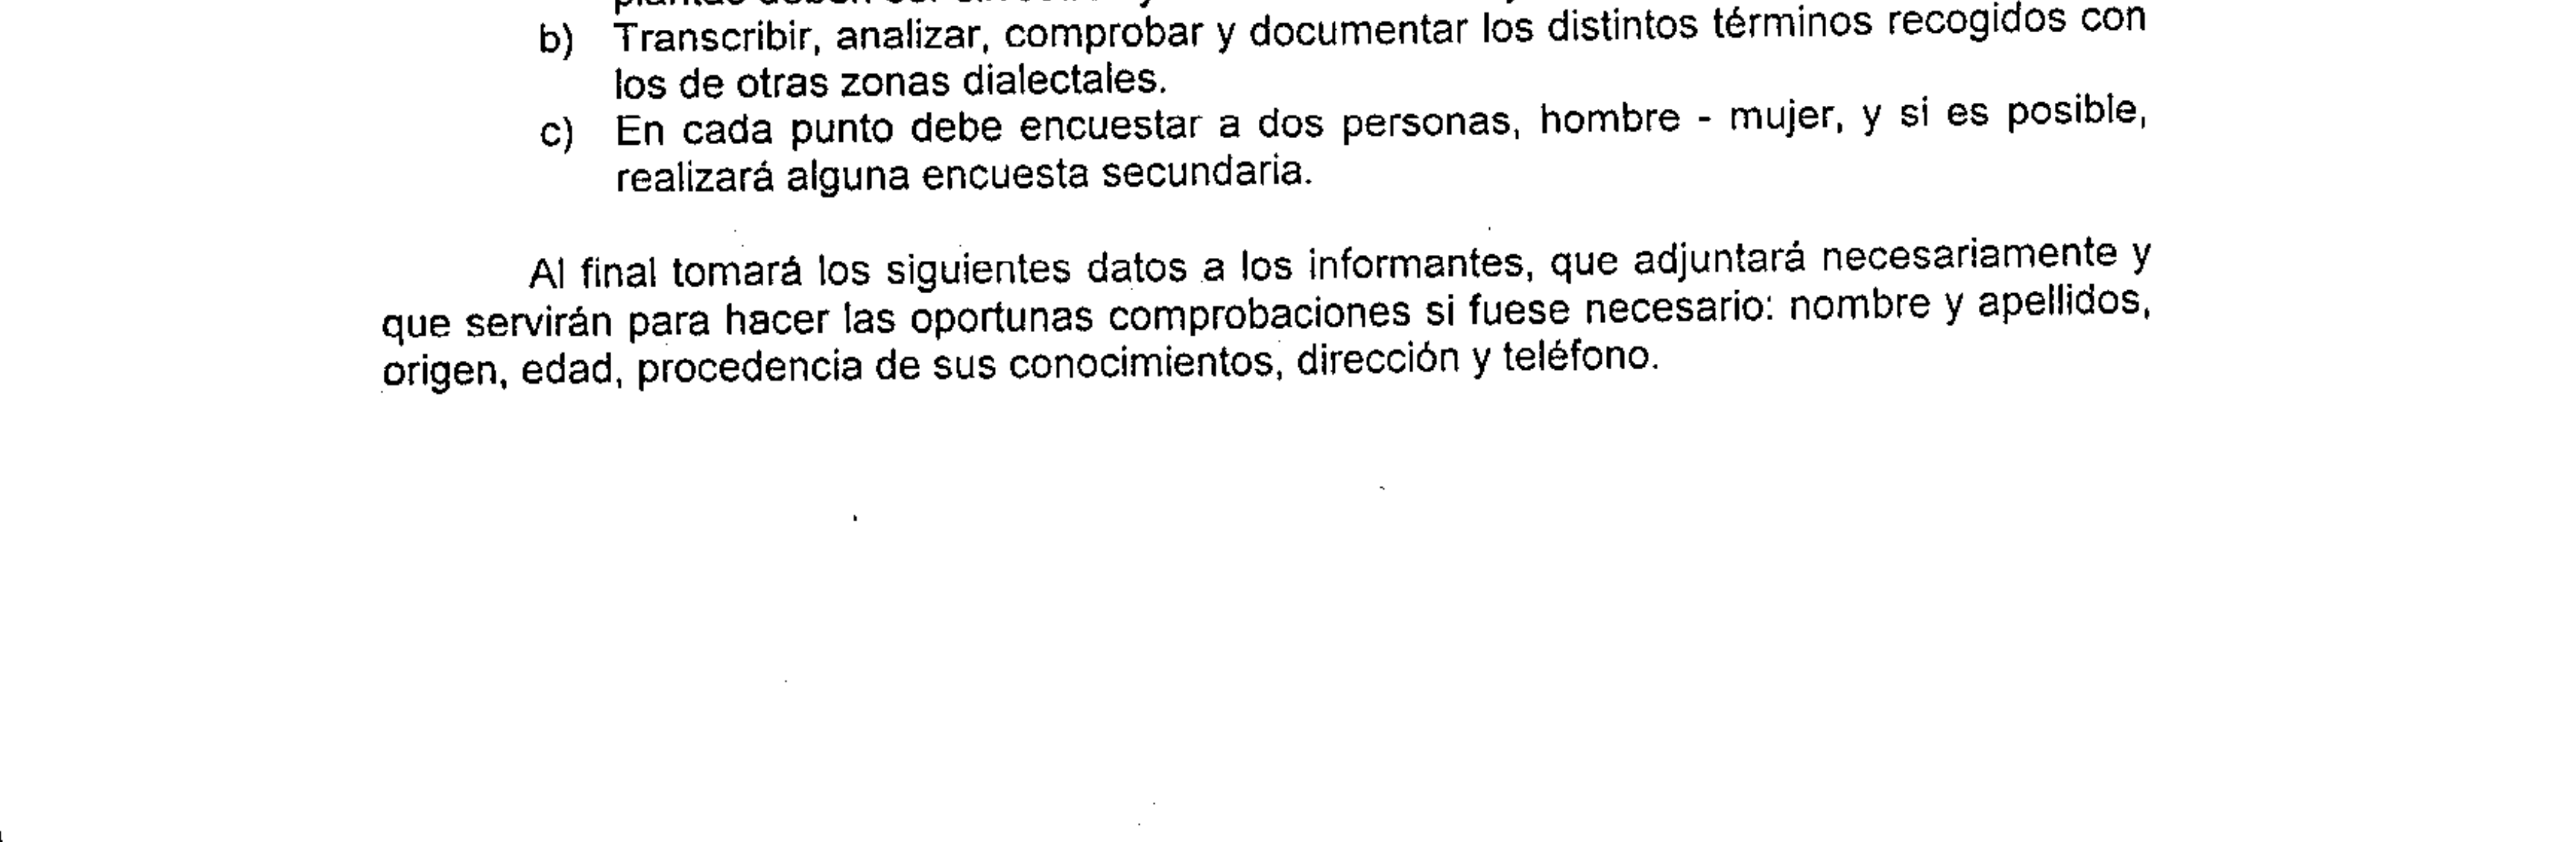 b) Transcribir, analizar, comprobar y documentar los distintos términos recogidos con
los de otras zonas dialectales.
c) En cada punto debe encuestar a dos personas, hombre - mujer, y si es posible,
realizará alguna encuesta secundaria.
Al final tomará los siguientes datos a los informantes, que adjuntará necesariamente y
que servirán para hacer las oportunas comprobaciones si fuese necesario: nombre y apellidos,
origen, edad, procedencia de sus conocimientos, dirección y teléfono.